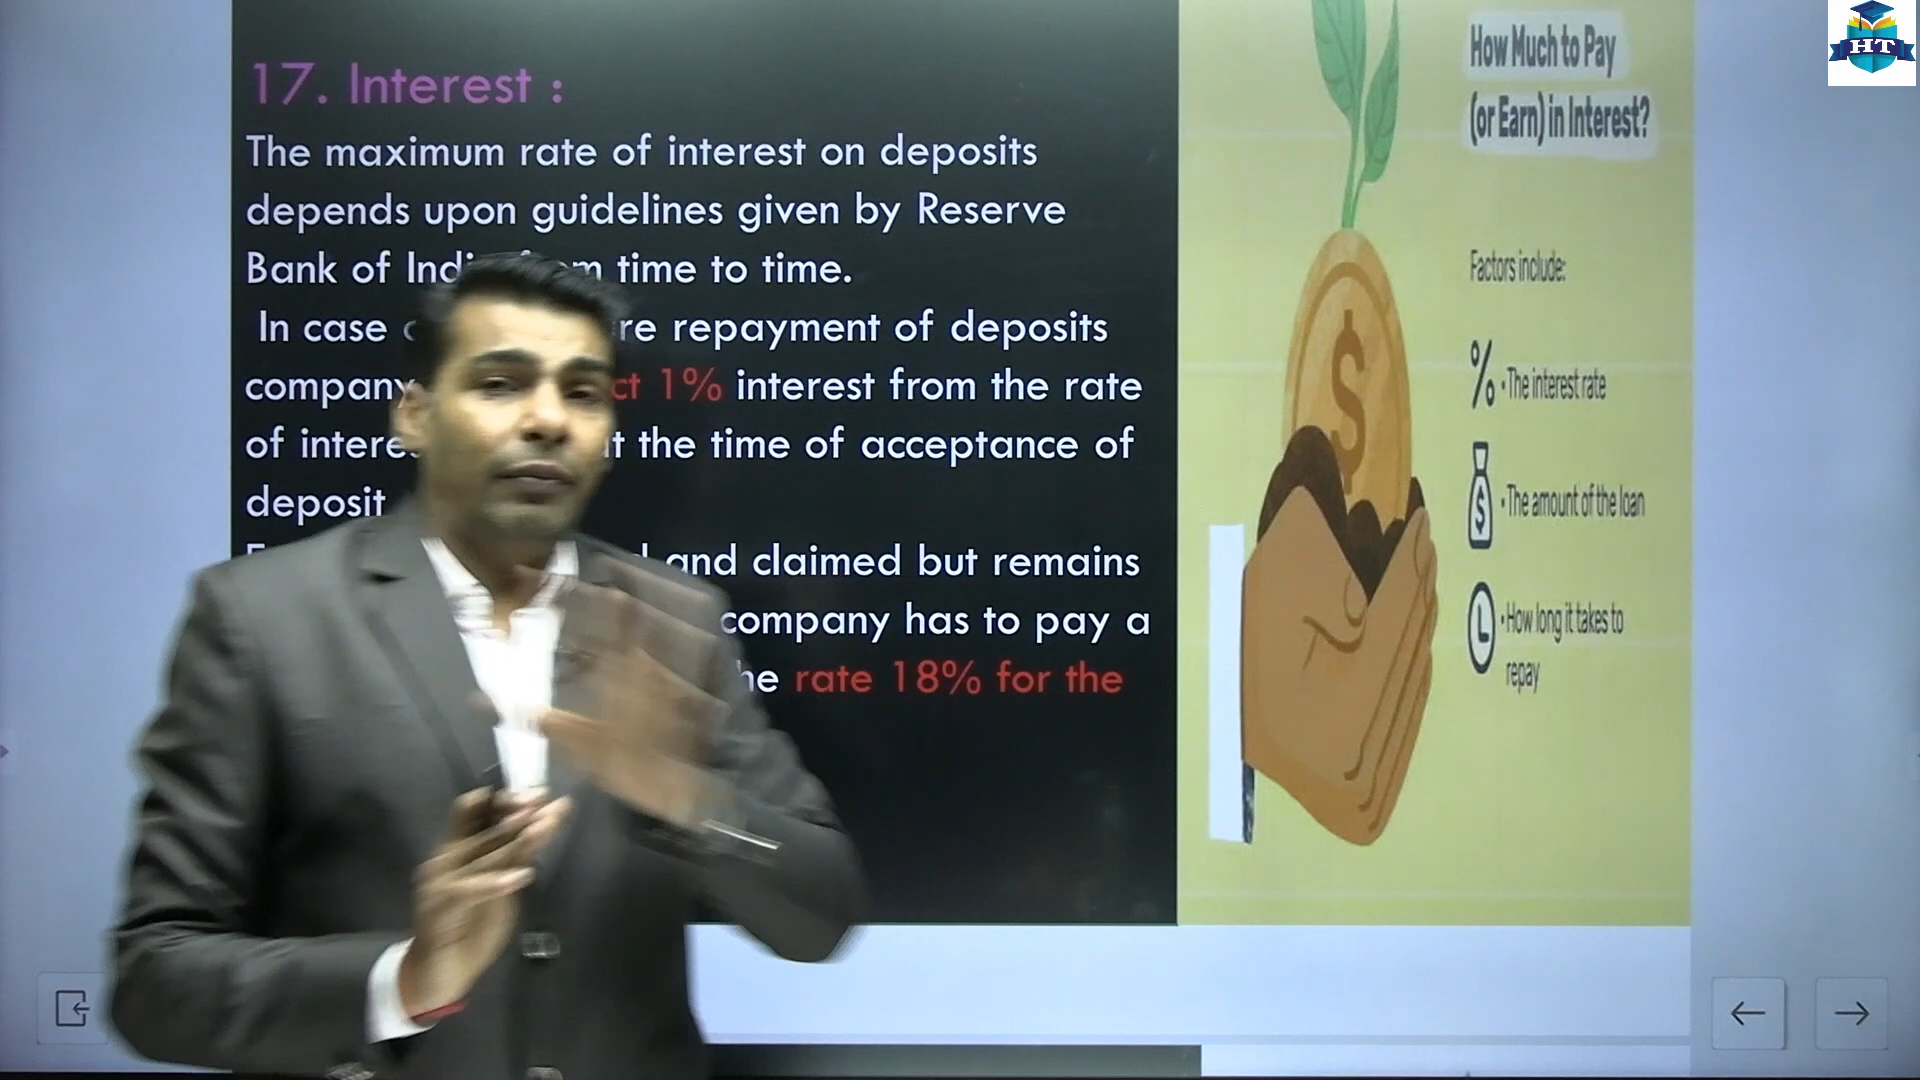 17. Interest :
The maximum rate of interest on deposits
depends upon guidelines given by Reserve
Bank of time to time.
In case repayment of deposits
company 1% interest from the rate
of at the time of acceptance of
deposit
and claimed but remains
company has to pay a
rate 18% for the
How Much to Pay
(or Earn) in Interest?
Factors include:
% • The interest rate
$
$ • The amount of the loan
• How long it takes to
repay
HT